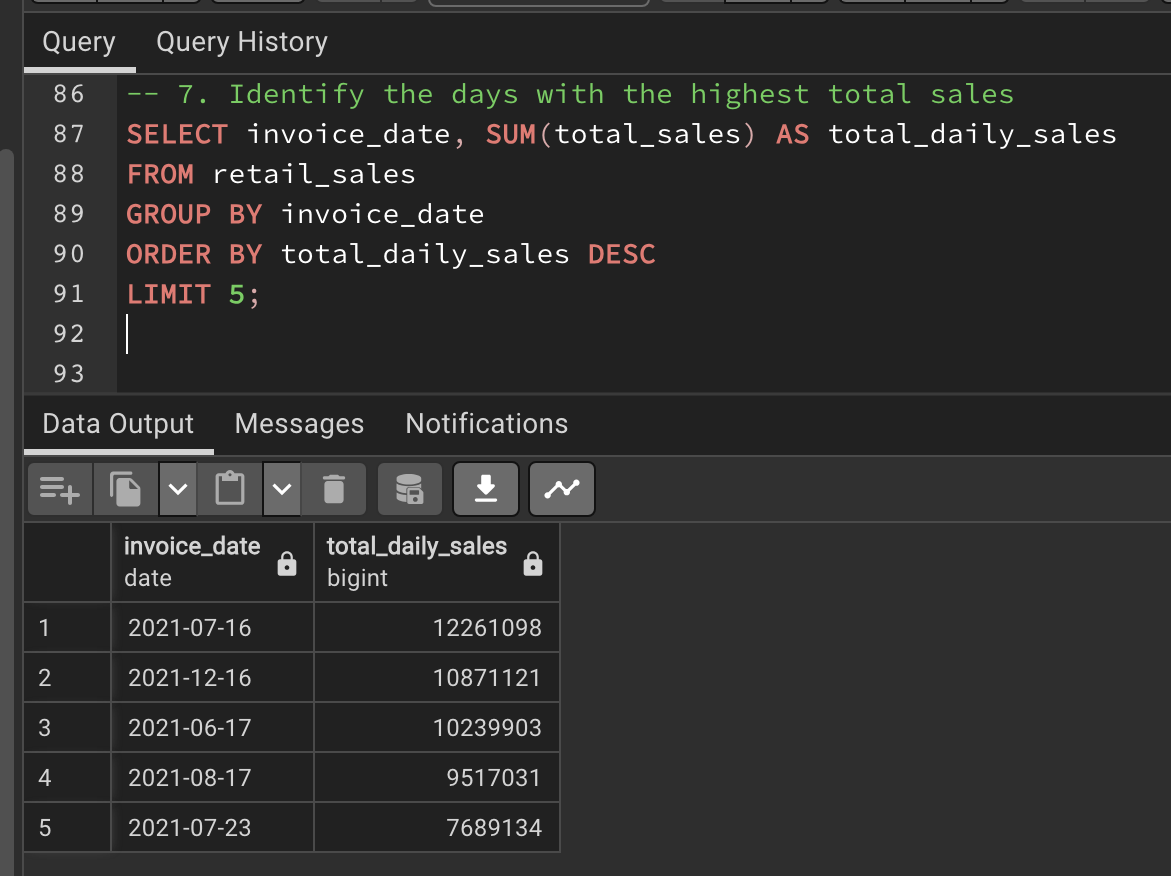 Query Query History
86 -- 7. Identify the days with the highest total sales
87 SELECT invoice_date, SUM(total_sales) AS total_daily_sales
88 FROM retail_sales
89 GROUP BY invoice_date
90 ORDER BY total_daily_sales DESC
91 LIMIT 5;
92
93
Data Output Messages Notifications
invoice_date total_daily_sales
date bigint
1 2021-07-16 12261098
2 2021-12-16 10871121
3 2021-06-17 10239903
4 2021-08-17 9517031
5 2021-07-23 7689134